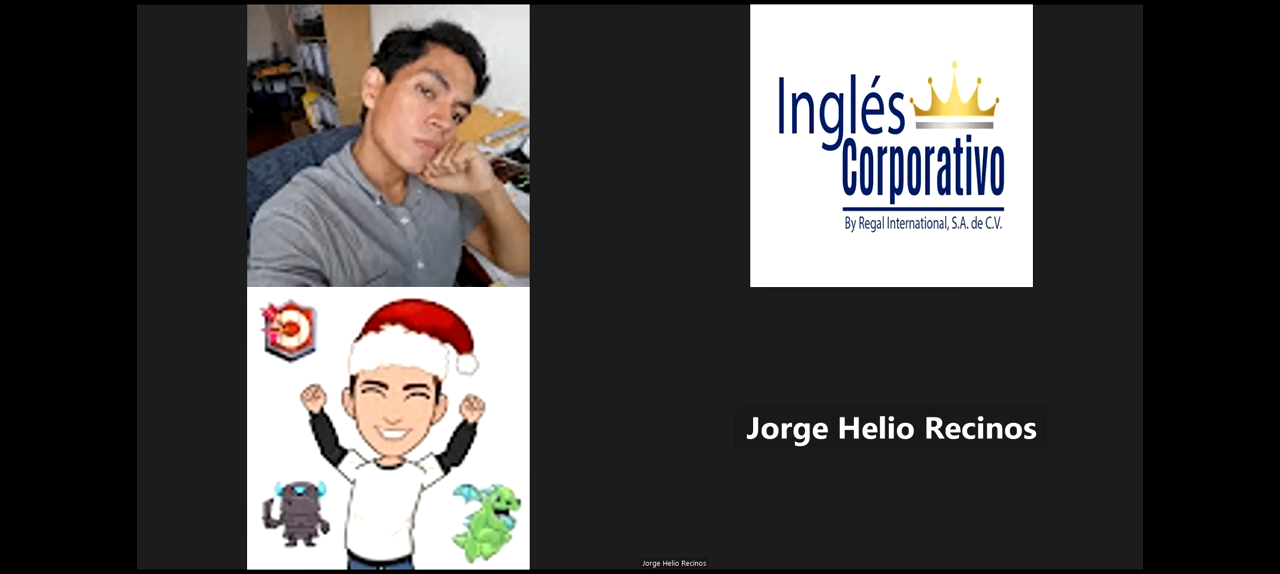 Inglés
Corporativo
By Regal International, S.A. de C.V.
Jorge Helio Recinos
Jorge Helio Recinos